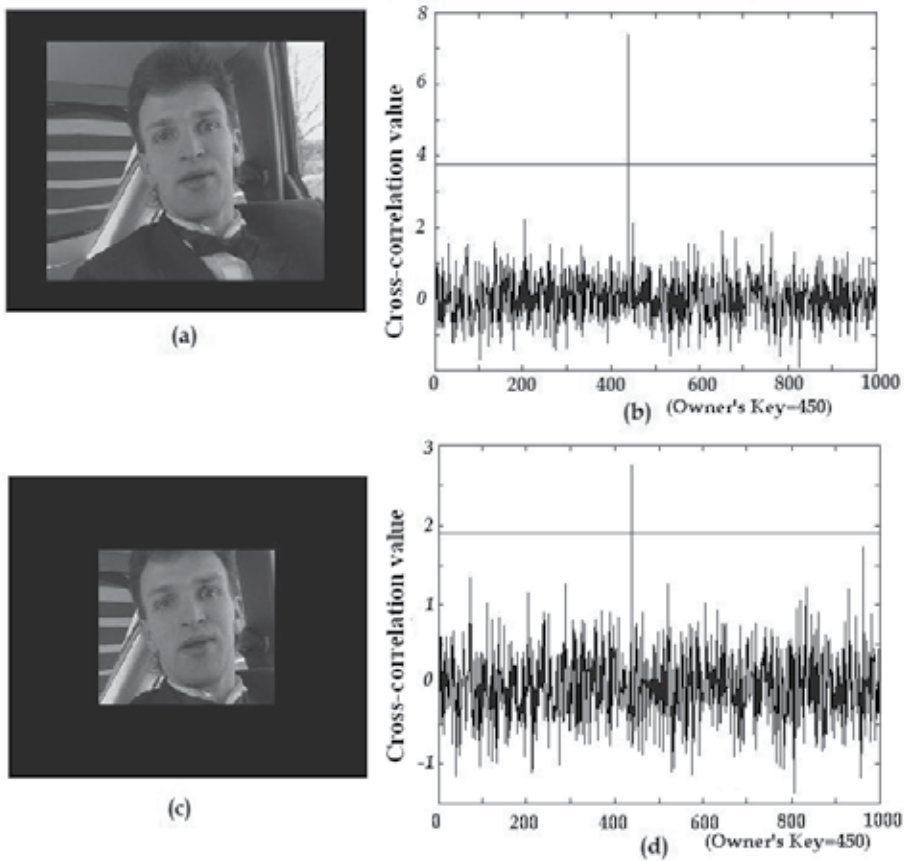 8
6
4
2
0
Cross-correlation value
0 200 400 600 800 1000
(a)
(b) (Owner's Key=450)
3
2
1
0
-1
Cross-correlation value
0 200 400 600 800 1000
(c)
(d) (Owner's Key=450)